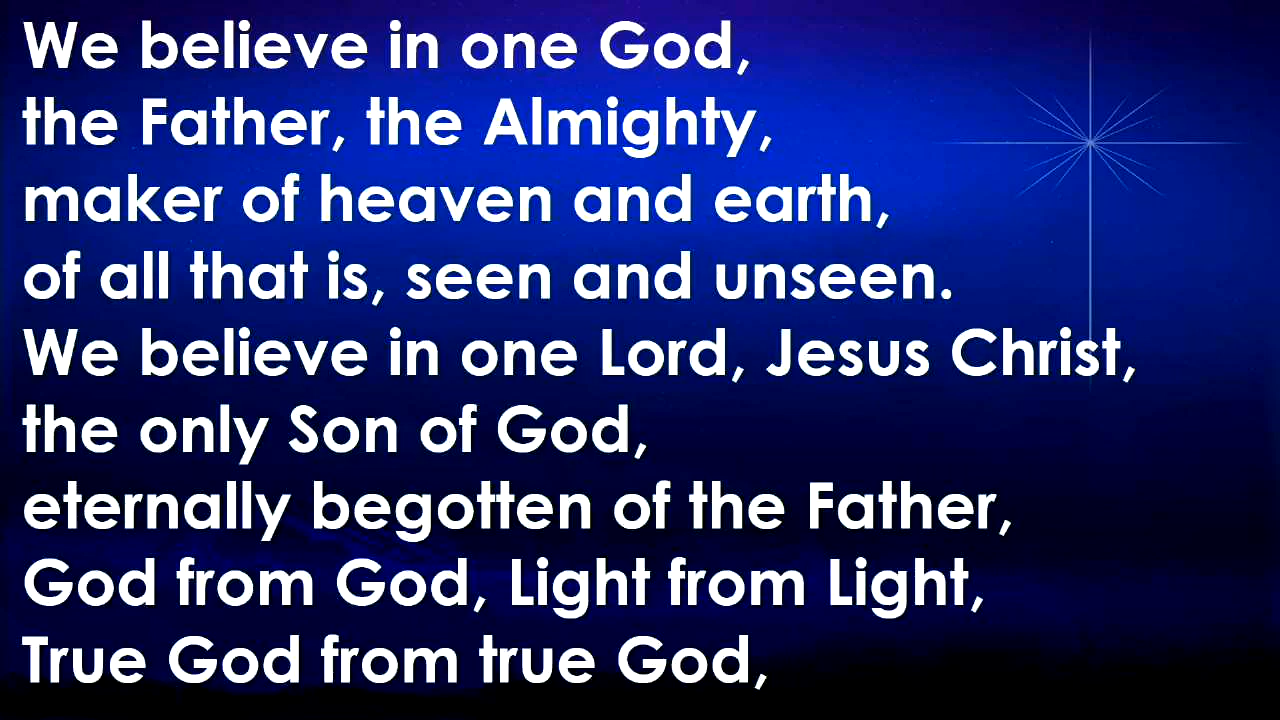 We believe in one God,
the Father, the Almighty,
maker of heaven and earth,
of all that is, seen and unseen.
We believe in one Lord, Jesus Christ,
the only Son of God,
eternally begotten of the Father,
God from God, Light from Light,
True God from true God,